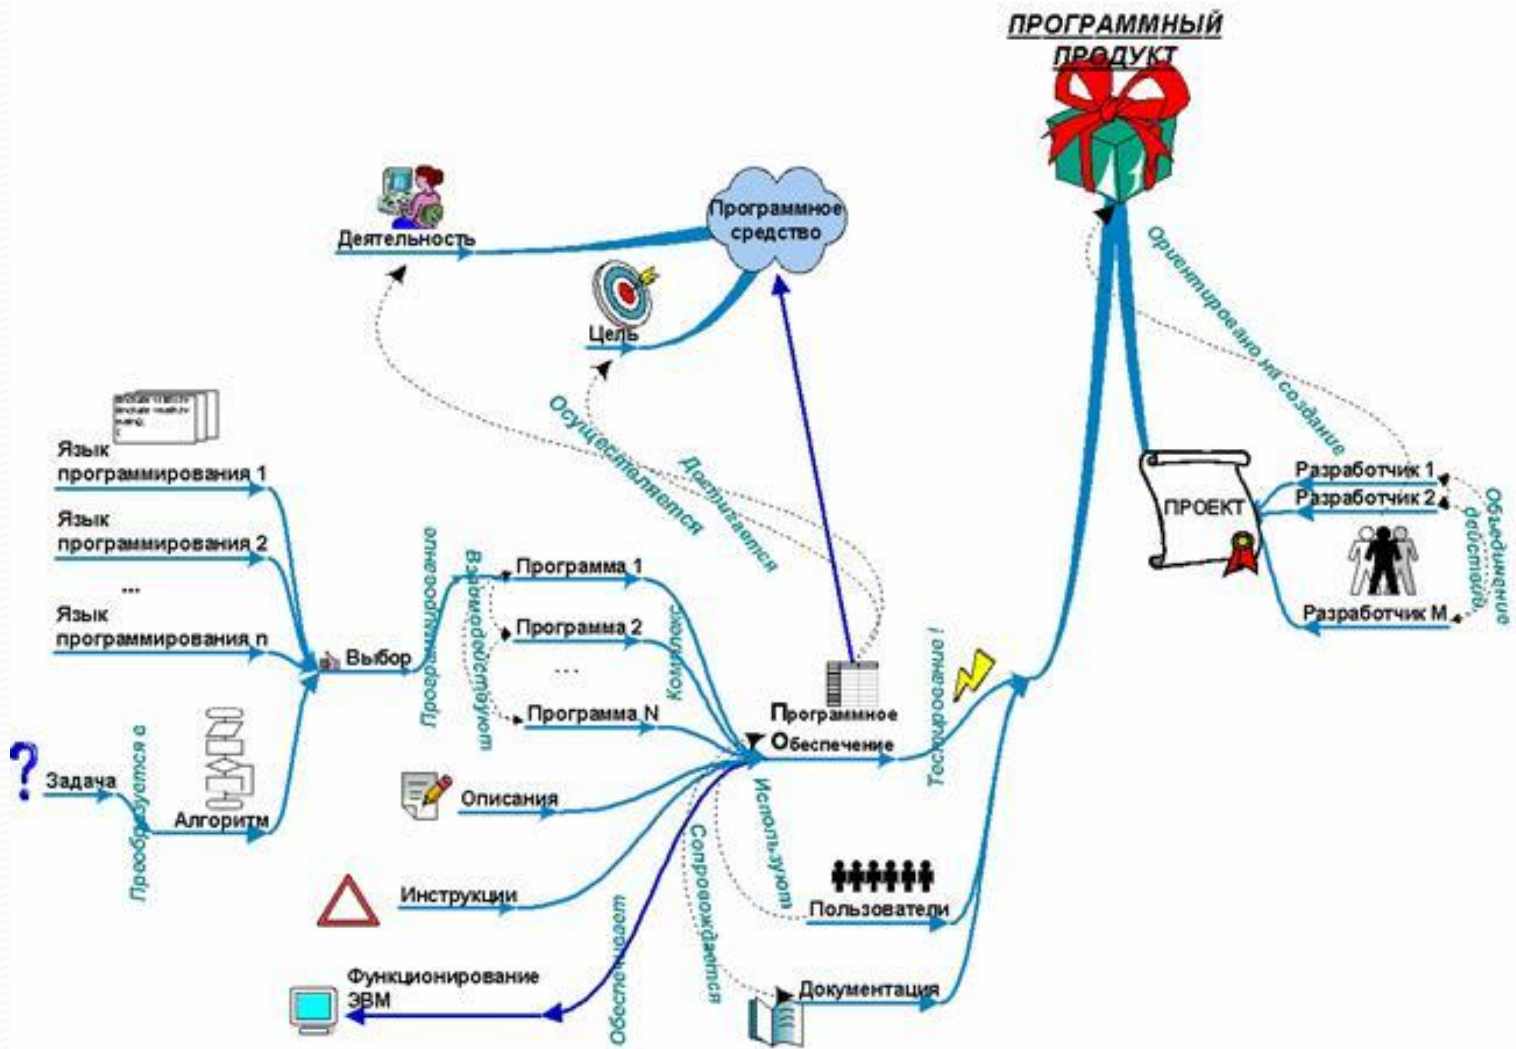 ПРОГРАММНЫЙ
ПРОДУКТ
Программное
средство
Деятельность
Цель
Ориентировано на создание
Осуществляется
Достигается
Язык
программирования 1
Язык
программирования 2
...
Язык
программирования n
Выбор
Задача
Преобразуется в
Алгоритм
Программирование
Взаимодействуют
Программа 1
Программа 2
...
Программа N
Комплекс
Программное
Обеспечение
Тестирование !
ПРОЕКТ
Разработчик 1
Разработчик 2
Разработчик М
Объединение
действий
Описания
Инструкции
Функционирование
ЭВМ
Обеспечивает
Сопровождается
Используют
Пользователи
Документация